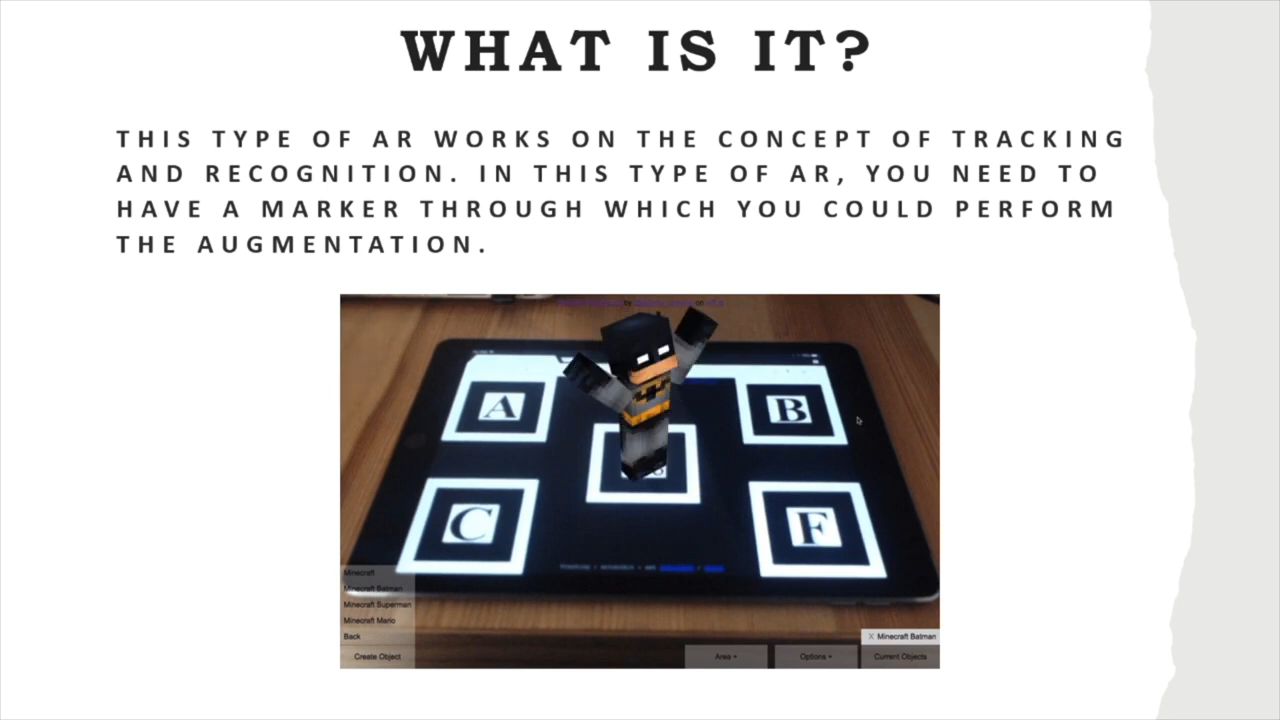 WHAT IS IT?
THIS TYPE OF AR WORKS ON THE CONCEPT OF TRACKING
AND RECOGNITION. IN THIS TYPE OF AR, YOU NEED TO
HAVE A MARKER THROUGH WHICH YOU COULD PERFORM
THE AUGMENTATION.
by on
A
B
C
F
Minecraft
Minecraft Batman
Minecraft Superman
Minecraft Mario
Back
X Minecraft Batman
Create Object
Area +
Options +
Current Objects